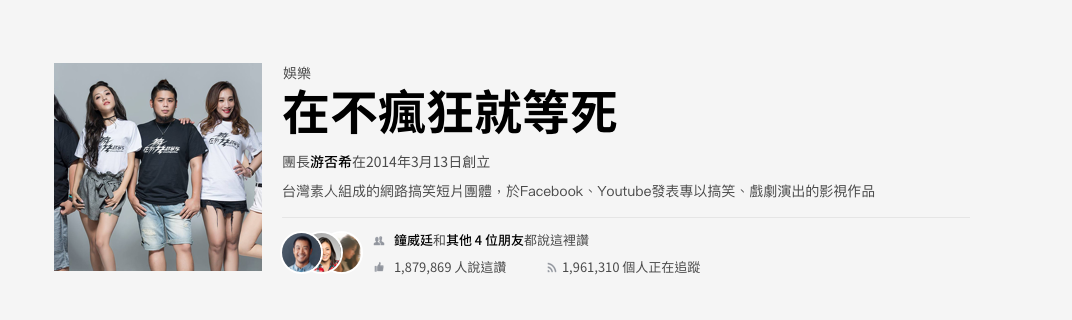 娛樂
在不瘋狂就等死
團長游否希在2014年3月13日創立
台灣素人組成的網路搞笑短片團體，於Facebook、Youtube發表專以搞笑、戲劇演出的影視作品
鐘威廷和其他 4 位朋友都說這裡讚
1,879,869 人說這讚
1,961,310 個人正在追蹤